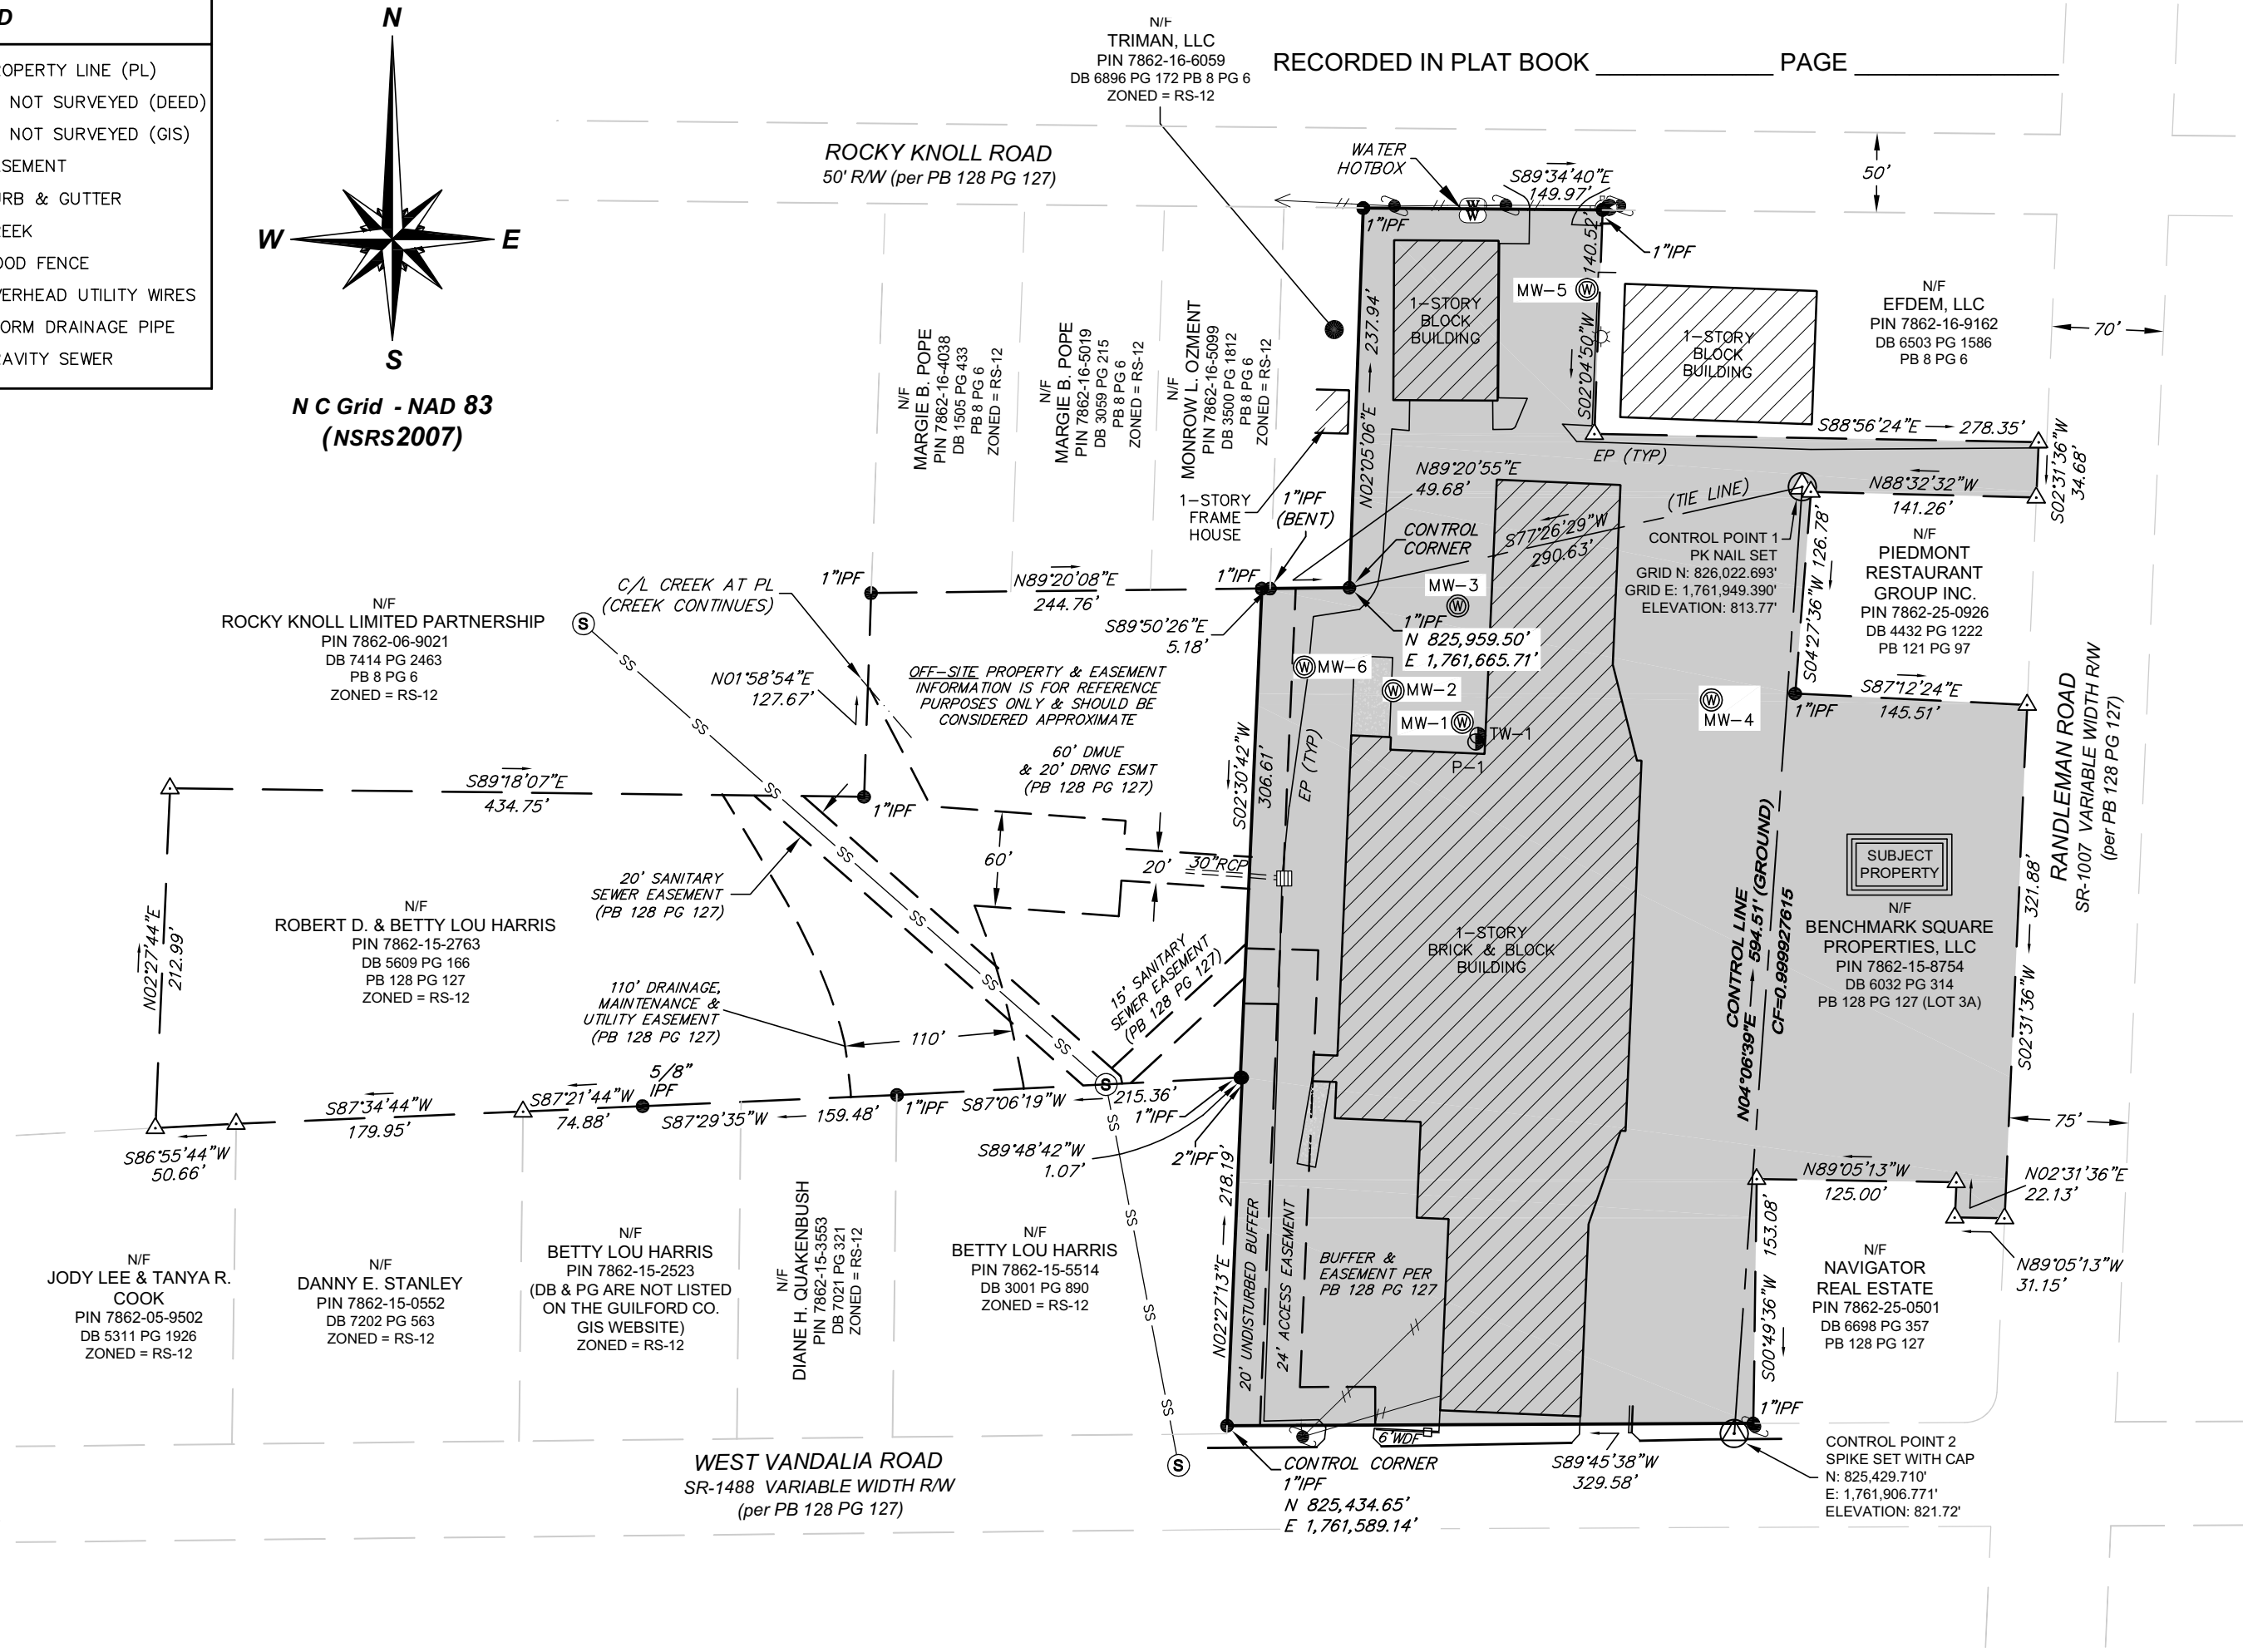 D
OPERTY LINE (PL)
NOT SURVEYED (DEED)
NOT SURVEYED (GIS)
SEMENT
RB & GUTTER
EEK
OOD FENCE
VERHEAD UTILITY WIRES
ORM DRAINAGE PIPE
RAVITY SEWER
N
W
E
S
N C Grid - NAD 83
(NSRS2007)
N/F
TRIMAN, LLC
PIN 7862-16-6059
DB 6896 PG 172 PB 8 PG 6
ZONED = RS-12
RECORDED IN PLAT BOOK PAGE
ROCKY KNOLL ROAD
50' R/W (per PB 128 PG 127)
WATER
HOTBOX
S89°34'40"E
149.97'
50'
1"IPF
1"IPF
140.52'
S02°04'50"W
MW-5
1-STORY
BLOCK
BUILDING
1-STORY
BLOCK
BUILDING
N/F
EFDEM, LLC
PIN 7862-16-9162
DB 6503 PG 1586
PB 8 PG 6
70'
N/F
MARGIE B. POPE
PIN 7862-16-4038
DB 1505 PG 433
PB 8 PG 6
ZONED = RS-12
N/F
MARGIE B. POPE
PIN 7862-16-5019
DB 3059 PG 215
PB 8 PG 6
ZONED = RS-12
N/F
MONROW L. OZMENT
PIN 7862-16-5099
DB 3500 PG 1812
PB 8 PG 6
ZONED = RS-12
N02°05'06"E
237.94'
S88°56'24"E 278.35'
EP (TYP)
S02°31'36"W
34.68'
N88°32'32"W
141.26'
N89°20'55"E
49.68'
1-STORY
FRAME
HOUSE
1"IPF
(BENT)
CONTROL
CORNER
(TIE LINE)
S77°26'29"W
290.63'
CONTROL POINT 1
PK NAIL SET
GRID N: 826,022.693'
GRID E: 1,761,949.390'
ELEVATION: 813.77'
S04°27'36"W 126.78'
N/F
PIEDMONT
RESTAURANT
GROUP INC.
PIN 7862-25-0926
DB 4432 PG 1222
PB 121 PG 97
RANDLEMAN ROAD
SR-1007 VARIABLE WIDTH R/W
(per PB 128 PG 127)
C/L CREEK AT PL
(CREEK CONTINUES)
1"IPF
N89°20'08"E
244.76'
1"IPF
S89°50'26"E
5.18'
MW-3
1"IPF
N 825,959.50'
E 1,761,665.71'
MW-6
MW-2
MW-1
TW-1
P-1
MW-4
1"IPF
S87°12'24"E
145.51'
N/F
ROCKY KNOLL LIMITED PARTNERSHIP
PIN 7862-06-9021
DB 7414 PG 2463
PB 8 PG 6
ZONED = RS-12
S
SS
SS
N01°58'54"E
127.67'
OFF-SITE PROPERTY & EASEMENT
INFORMATION IS FOR REFERENCE
PURPOSES ONLY & SHOULD BE
CONSIDERED APPROXIMATE
60' DMUE
& 20' DRNG ESMT
(PB 128 PG 127)
S02°30'42"W
306.61'
EP (TYP)
S89°18'07"E
434.75'
SS
1"IPF
60'
20'
30"RCP
SS
20' SANITARY
SEWER EASEMENT
(PB 128 PG 127)
SS
N02°27'44"E
212.99'
N/F
ROBERT D. & BETTY LOU HARRIS
PIN 7862-15-2763
DB 5609 PG 166
PB 128 PG 127
ZONED = RS-12
110' DRAINAGE,
MAINTENANCE &
UTILITY EASEMENT
(PB 128 PG 127)
110'
SS
SS
15' SANITARY
SEWER EASEMENT
(PB 128 PG 127)
1-STORY
BRICK & BLOCK
BUILDING
CONTROL LINE
N04°06'39"E 594.51' (GROUND)
CF=0.999927615
SUBJECT
PROPERTY
N/F
BENCHMARK SQUARE
PROPERTIES, LLC
PIN 7862-15-8754
DB 6032 PG 314
PB 128 PG 127 (LOT 3A)
S02°31'36"W 321.88'
75'
S86°55'44"W
50.66'
S87°34'44"W
179.95'
S87°21'44"W
74.88'
5/8"
IPF
S87°29'35"W 159.48'
1"IPF
S87°06'19"W
S
215.36'
1"IPF
S89°48'42"W
1.07'
2"IPF
SS
SS
SS
SS
S
N02°27'13"E 218.19'
20' UNDISTURBED BUFFER
24' ACCESS EASEMENT
BUFFER &
EASEMENT PER
PB 128 PG 127
N89°05'13"W
125.00'
N02°31'36"E
22.13'
N89°05'13"W
31.15'
S00°49'36"W 153.08'
N/F
NAVIGATOR
REAL ESTATE
PIN 7862-25-0501
DB 6698 PG 357
PB 128 PG 127
N/F
JODY LEE & TANYA R.
COOK
PIN 7862-05-9502
DB 5311 PG 1926
ZONED = RS-12
N/F
DANNY E. STANLEY
PIN 7862-15-0552
DB 7202 PG 563
ZONED = RS-12
N/F
BETTY LOU HARRIS
PIN 7862-15-2523
(DB & PG ARE NOT LISTED
ON THE GUILFORD CO.
GIS WEBSITE)
ZONED = RS-12
N/F
DIANE H. QUAKENBUSH
PIN 7862-15-3553
DB 7021 PG 321
ZONED = RS-12
N/F
BETTY LOU HARRIS
PIN 7862-15-5514
DB 3001 PG 890
ZONED = RS-12
WEST VANDALIA ROAD
SR-1488 VARIABLE WIDTH R/W
(per PB 128 PG 127)
6'WDF
1"IPF
CONTROL CORNER
1"IPF
N 825,434.65'
E 1,761,589.14'
S89°45'38"W
329.58'
CONTROL POINT 2
SPIKE SET WITH CAP
N: 825,429.710'
E: 1,761,906.771'
ELEVATION: 821.72'